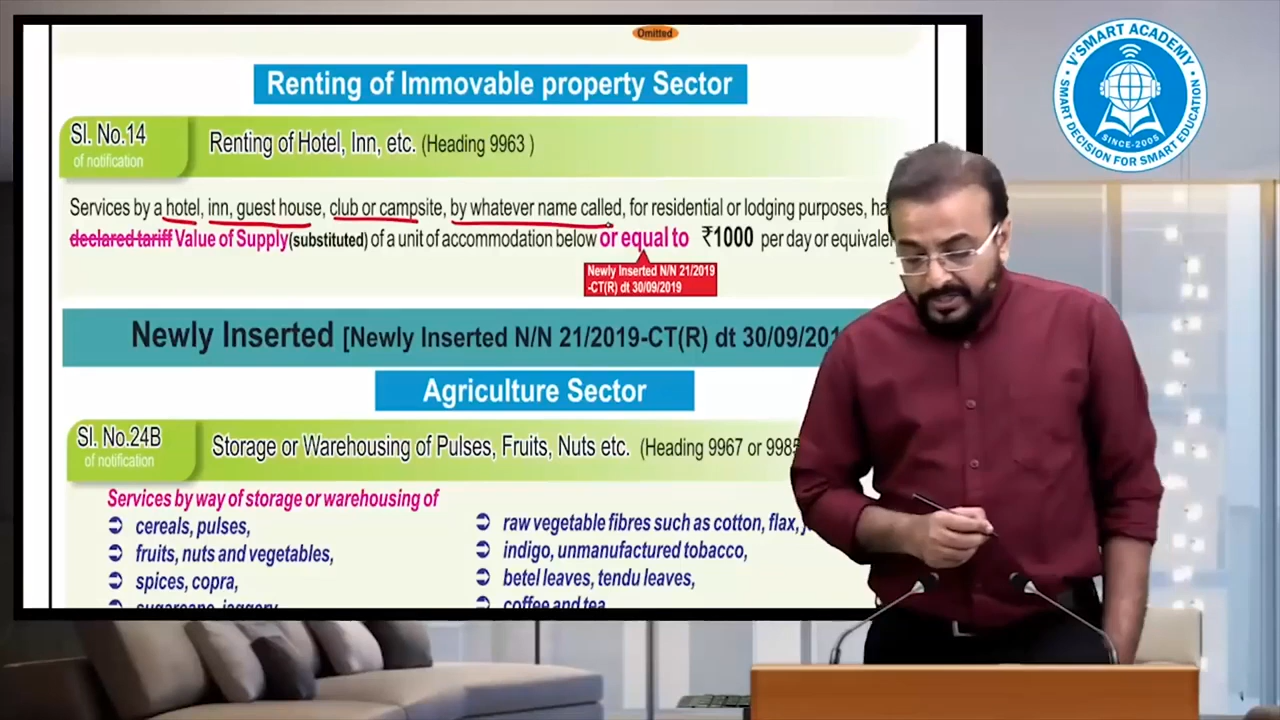 Omitted
Renting of Immovable property Sector
Sl. No.14
of notification
Renting of Hotel, Inn, etc. (Heading 9963 )
Services by a hotel, inn, guest house, club or campsite, by whatever name called, for residential or lodging purposes,
declared tariff Value of Supply(substituted) of a unit of accommodation below or equal to ₹1000 per day or
Newly Inserted N/N 21/2019
-CT(R) dt 30/09/2019
Newly Inserted [Newly Inserted N/N 21/2019-CT(R) dt
Agriculture Sector
Sl. No.24B
of notification
Storage or Warehousing of Pulses, Fruits, Nuts etc. (Heading 9967 or
Services by way of storage or warehousing of
cereals, pulses,
fruits, nuts and vegetables,
spices, copra,
sugarcane, jaggery
raw vegetable fibres such as cotton, flax,
indigo, unmanufactured tobacco,
betel leaves, tendu leaves,
coffee and tea
V'SMART ACADEMY
SINCE-2005
SMART DECISION FOR SMART EDUCATION